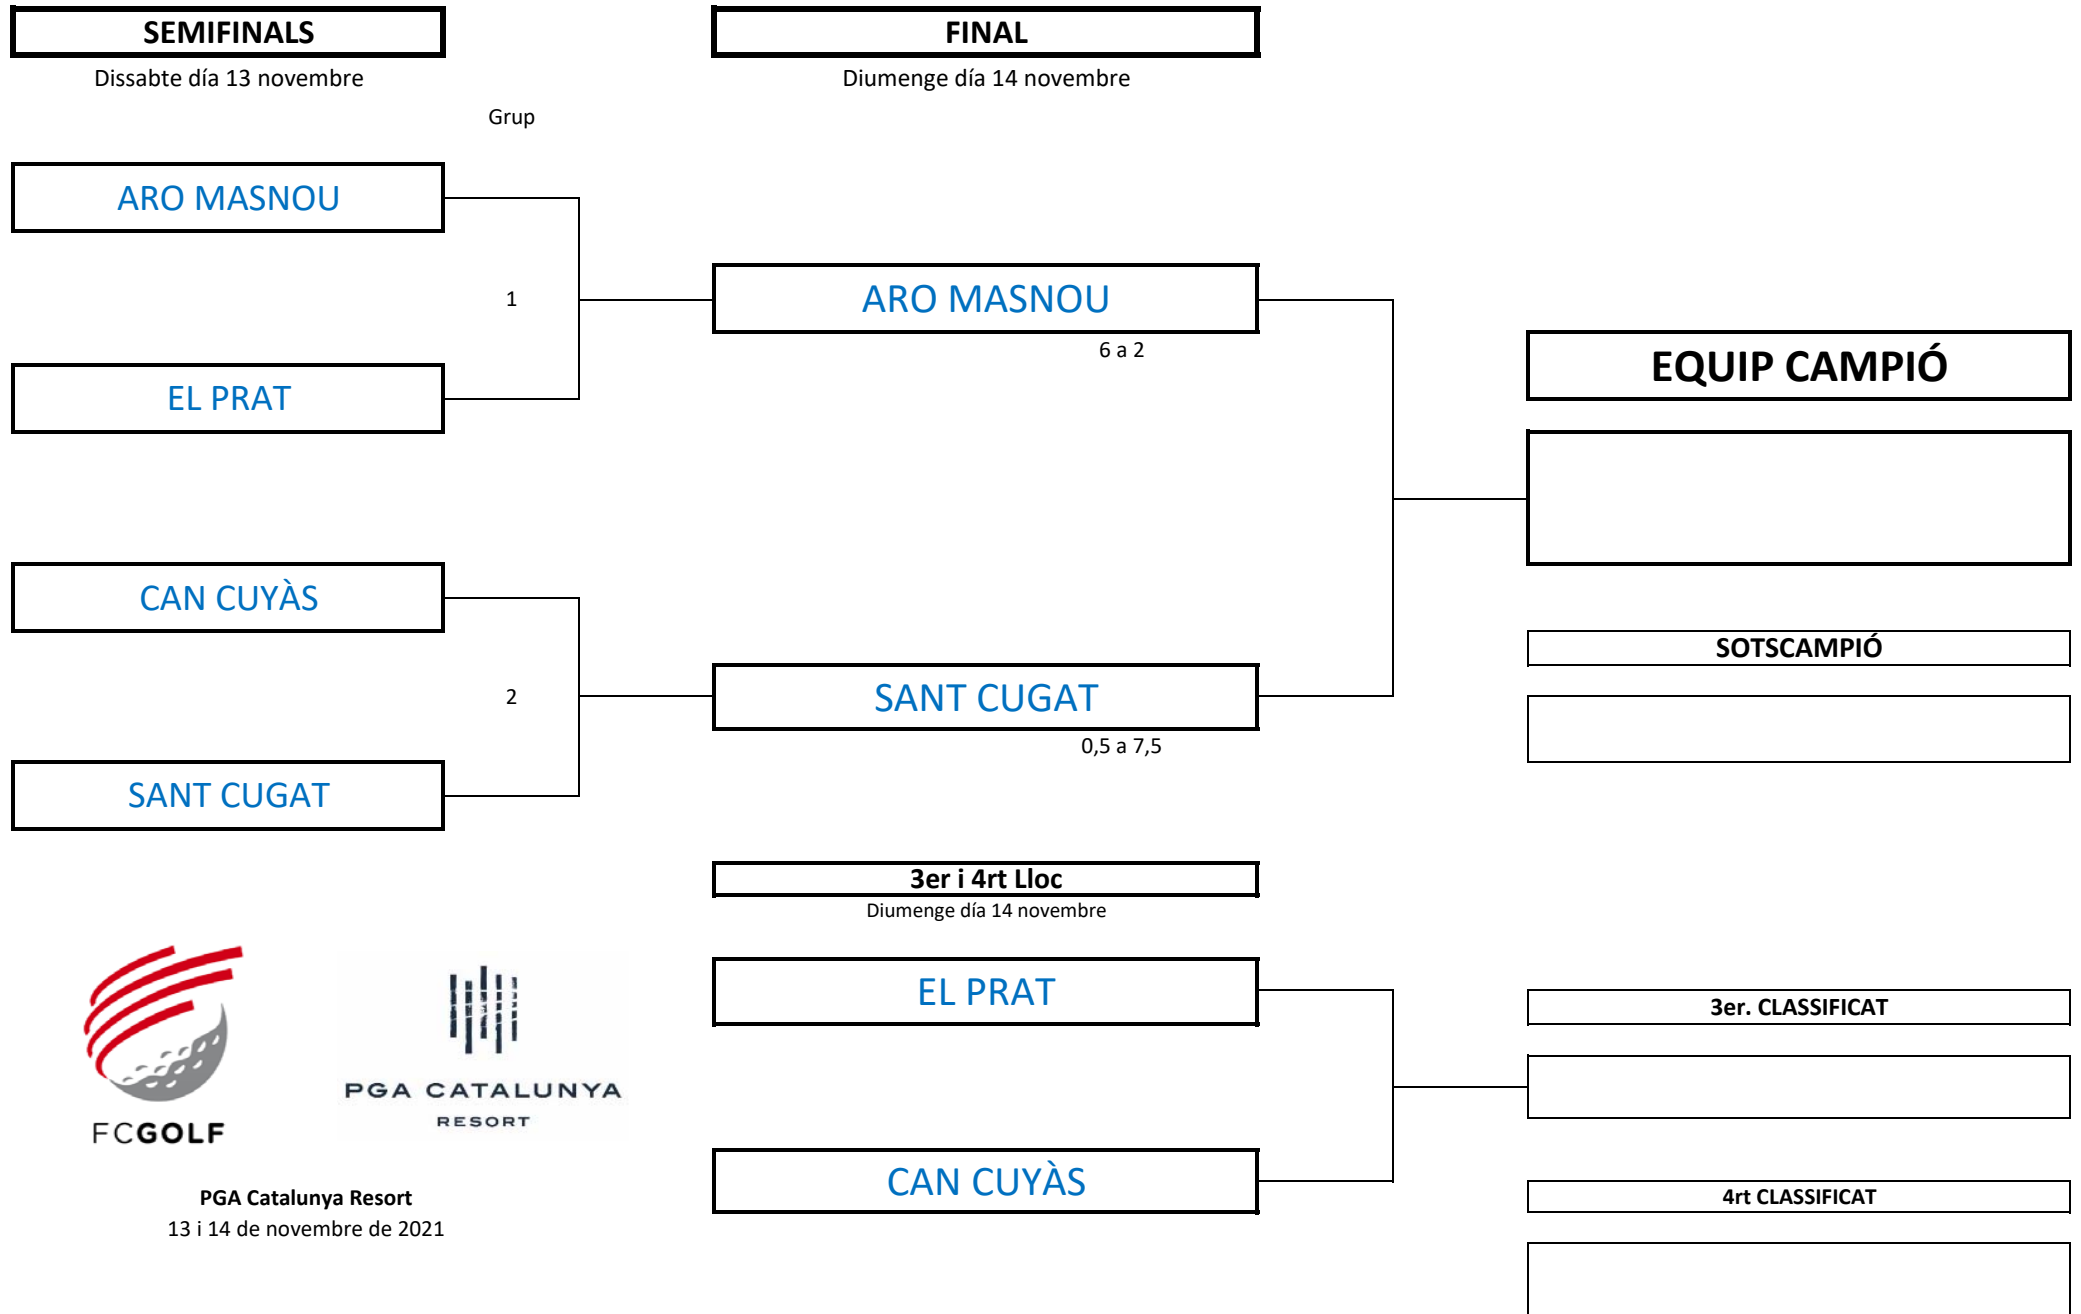 SEMIFINALS
FINAL
Dissabte día 13 novembre
Diumenge día 14 novembre
Grup
ARO MASNOU
1
ARO MASNOU
6 a 2
EQUIP CAMPIÓ
EL PRAT
CAN CUYÀS
SOTSCAMPIÓ
2
SANT CUGAT
0,5 a 7,5
SANT CUGAT
3er i 4rt Lloc
Diumenge día 14 novembre
EL PRAT
3er. CLASSIFICAT
CAN CUYÀS
4rt CLASSIFICAT
FCGOLF
PGA CATALUNYA
RESORT
PGA Catalunya Resort
13 i 14 de novembre de 2021